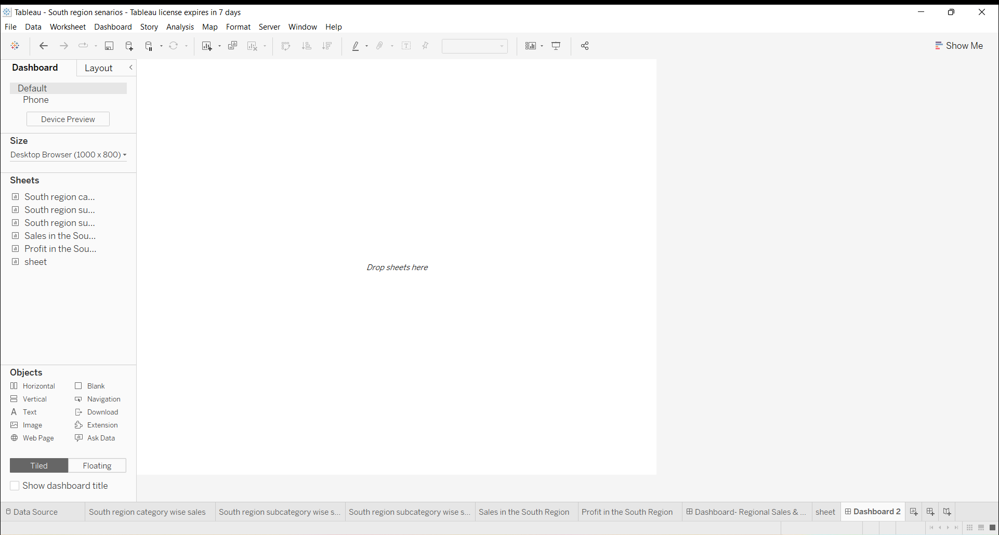 Tableau - South region senarios - Tableau license expires in 7 days
File Data Worksheet Dashboard Story Analysis Map Format Server Window Help
Show Me
Dashboard Layout
Default
Phone
Device Preview
Size
Desktop Browser (1000 x 800)
Sheets
South region ca...
South region su...
South region su...
Sales in the Sou...
Profit in the Sou...
sheet
Drop sheets here
Objects
Horizontal Blank
Vertical Navigation
Text Download
Image Extension
Web Page Ask Data
Tiled Floating
Show dashboard title
Data Source South region category wise sales South region subcategory wise s... South region subcategory wise s... Sales in the South Region Profit in the South Region Dashboard- Regional Sales & ... sheet Dashboard 2